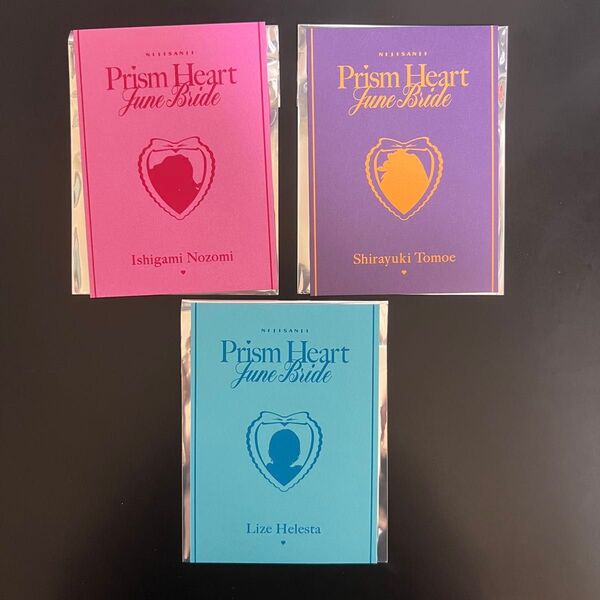 NIJISANJI
Prism Heart
June Bride
Ishigami Nozomi
NIJISANJI
Prism Heart
June Bride
Shirayuki Tomoe
NIJISANJI
Prism Heart
June Bride
Lize Helesta